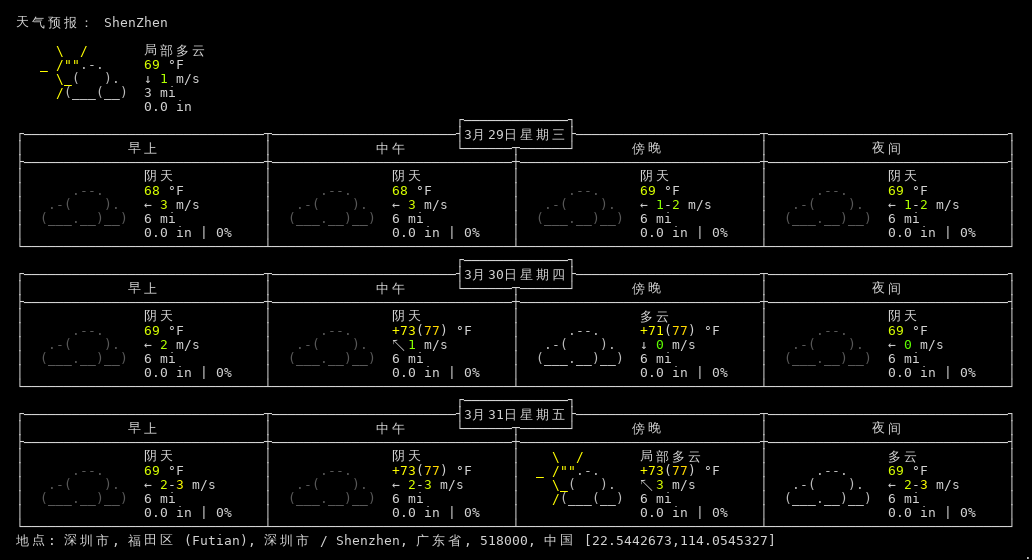 天气预报： ShenZhen
局部多云
69 °F
↓ 1 m/s
3 mi
0.0 in
3月29日星期三
早上 中午 傍晚 夜间
阴天 阴天 阴天 阴天
68 °F 68 °F 69 °F 69 °F
← 3 m/s ← 3 m/s ← 1-2 m/s ← 1-2 m/s
6 mi 6 mi 6 mi 6 mi
0.0 in | 0% 0.0 in | 0% 0.0 in | 0% 0.0 in | 0%
3月30日星期四
早上 中午 傍晚 夜间
阴天 阴天 多云 阴天
69 °F +73(77) °F +71(77) °F 69 °F
← 2 m/s ↖ 1 m/s ↓ 0 m/s ← 0 m/s
6 mi 6 mi 6 mi 6 mi
0.0 in | 0% 0.0 in | 0% 0.0 in | 0% 0.0 in | 0%
3月31日星期五
早上 中午 傍晚 夜间
阴天 阴天 局部多云 多云
69 °F +73(77) °F +73(77) °F 69 °F
← 2-3 m/s ← 2-3 m/s ↖ 3 m/s ← 2-3 m/s
6 mi 6 mi 6 mi 6 mi
0.0 in | 0% 0.0 in | 0% 0.0 in | 0% 0.0 in | 0%
地点: 深圳市, 福田区 (Futian), 深圳市 / Shenzhen, 广东省, 518000, 中国 [22.5442673,114.0545327]